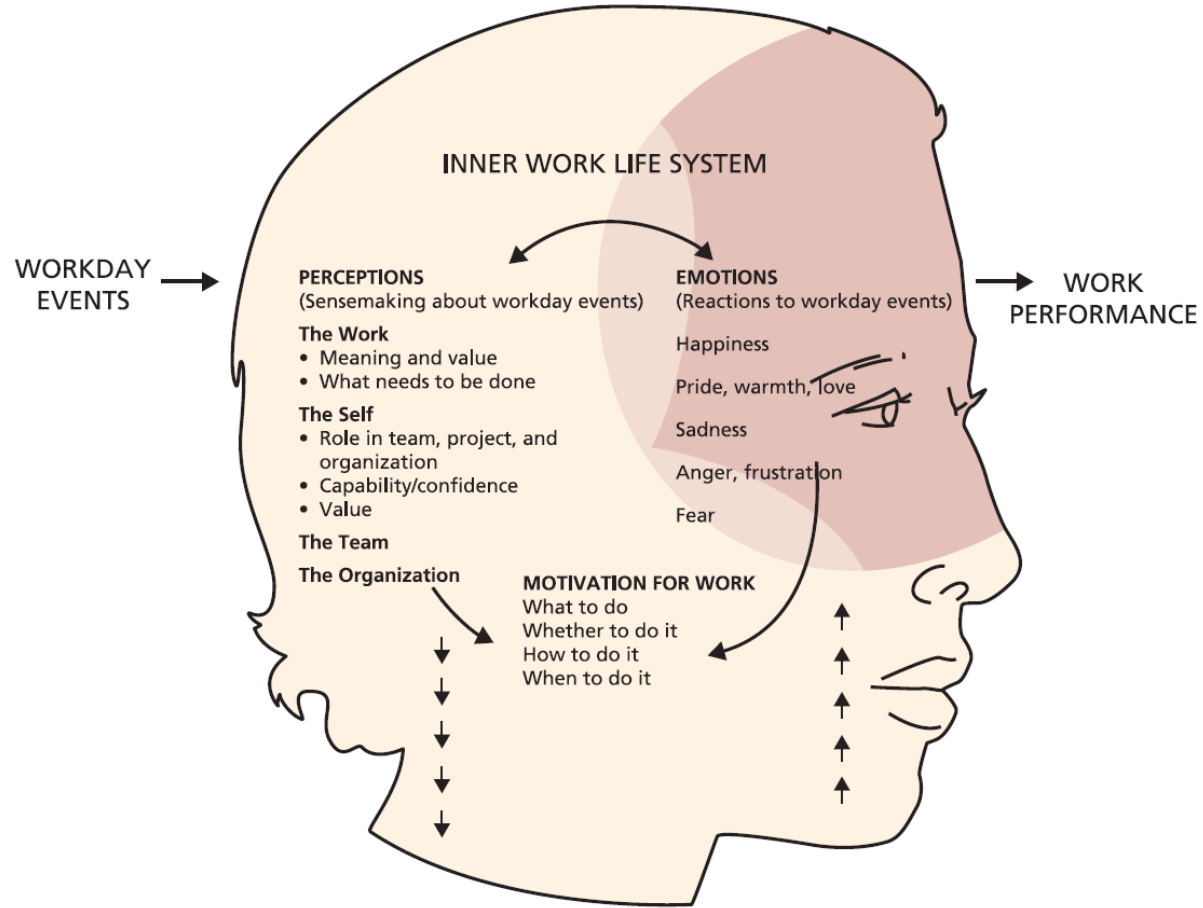 INNER WORK LIFE SYSTEM
WORKDAY
EVENTS
PERCEPTIONS
(Sensemaking about workday events)
The Work
• Meaning and value
• What needs to be done
The Self
• Role in team, project, and
organization
• Capability/confidence
• Value
The Team
The Organization
EMOTIONS
(Reactions to workday events)
Happiness
Pride, warmth, love
Sadness
Anger, frustration
Fear
MOTIVATION FOR WORK
What to do
Whether to do it
How to do it
When to do it
WORK
PERFORMANCE